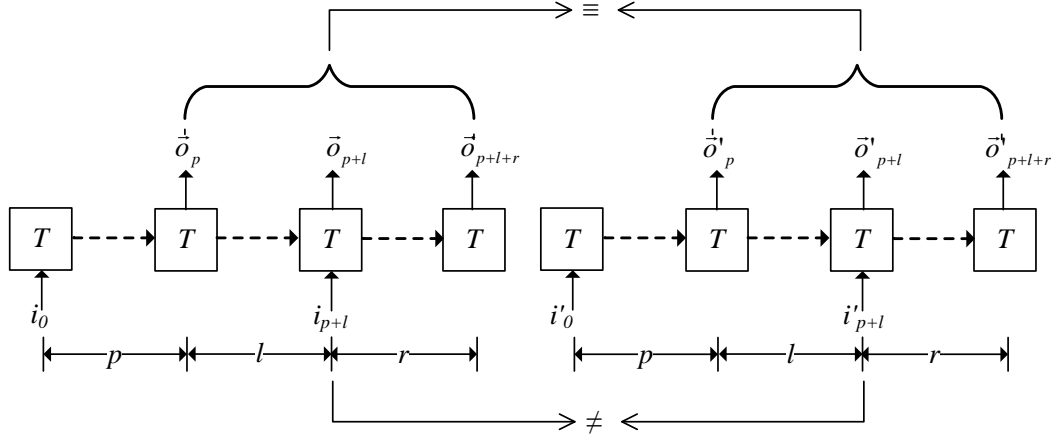 ≡
o⃗_p o⃗_{p+l} o⃗_{p+l+r} o⃗'_p o⃗'_{p+l} o⃗'_{p+l+r}
T T T T T T T T
i_0 i_{p+l} i'_0 i'_{p+l}
p l r p l r
≠